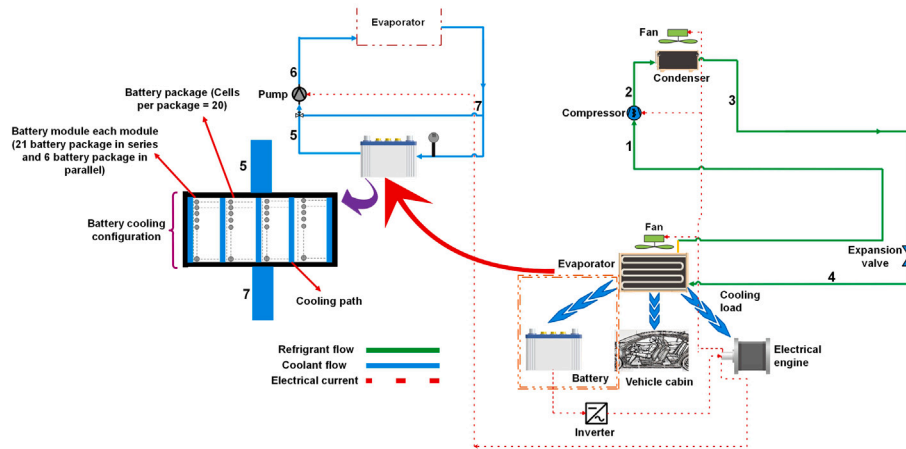 Evaporator
6
Pump
5
7
Battery package (Cells
per package = 20)
Battery module each module
(21 battery package in series
and 6 battery package in
parallel)
5
Battery cooling
configuration
7
Cooling path
Refrigrant flow
Coolant flow
Electrical current
Fan
Condenser
2
3
Compressor
1
Fan
Evaporator
Expansion
valve
4
Cooling
load
Battery
Vehicle cabin
Electrical
engine
Inverter